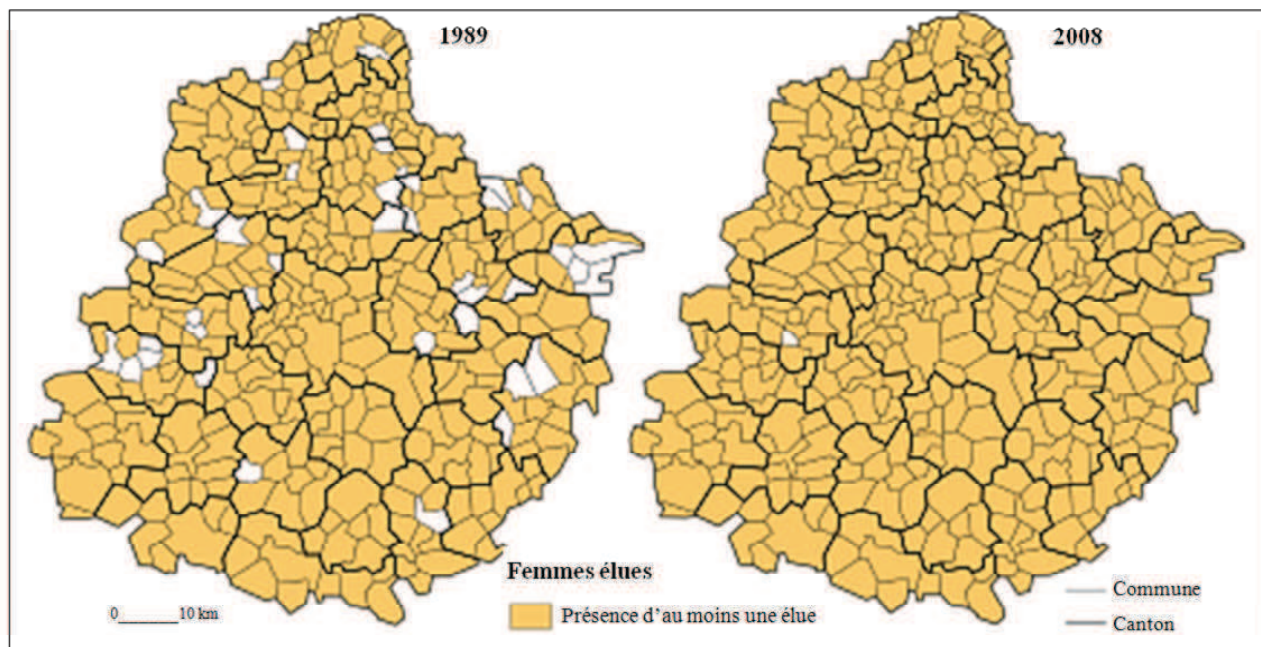 1989
2008
Femmes élues
Présence d'au moins une élue
0 10 km
Commune
Canton